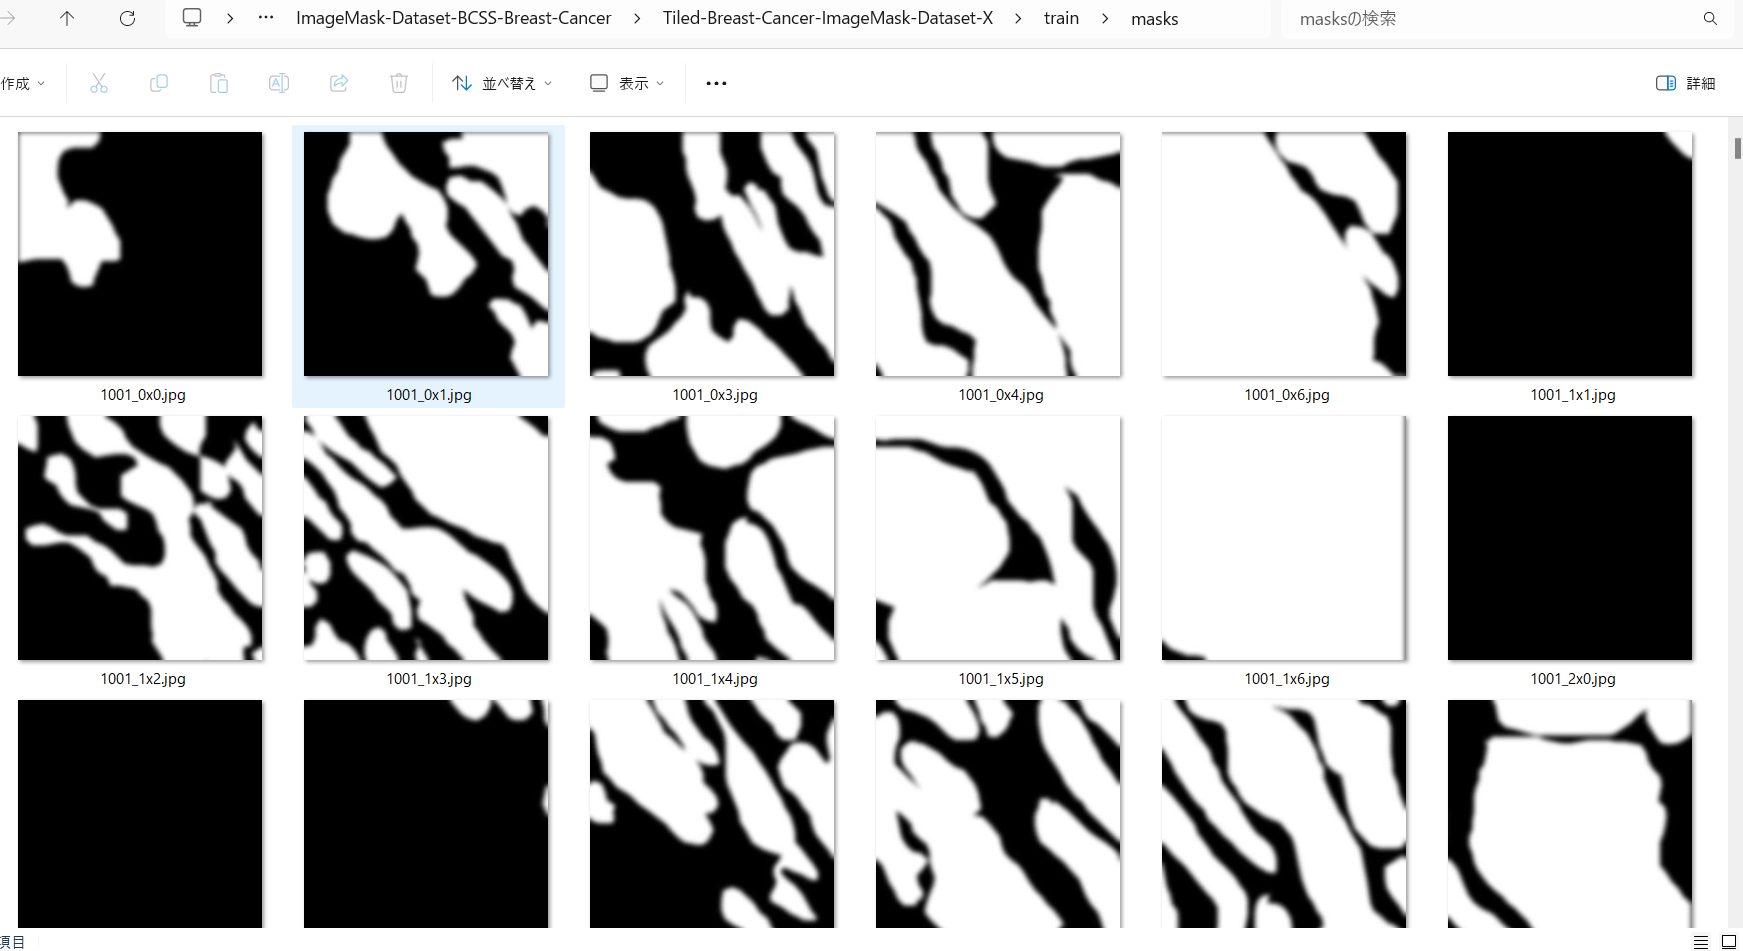 ImageMask-Dataset-BCSS-Breast-Cancer > Tiled-Breast-Cancer-ImageMask-Dataset-X > train > masks
masksの検索
作成
並べ替え
表示
詳細
1001_0x0.jpg
1001_0x1.jpg
1001_0x3.jpg
1001_0x4.jpg
1001_0x6.jpg
1001_1x1.jpg
1001_1x2.jpg
1001_1x3.jpg
1001_1x4.jpg
1001_1x5.jpg
1001_1x6.jpg
1001_2x0.jpg
項目